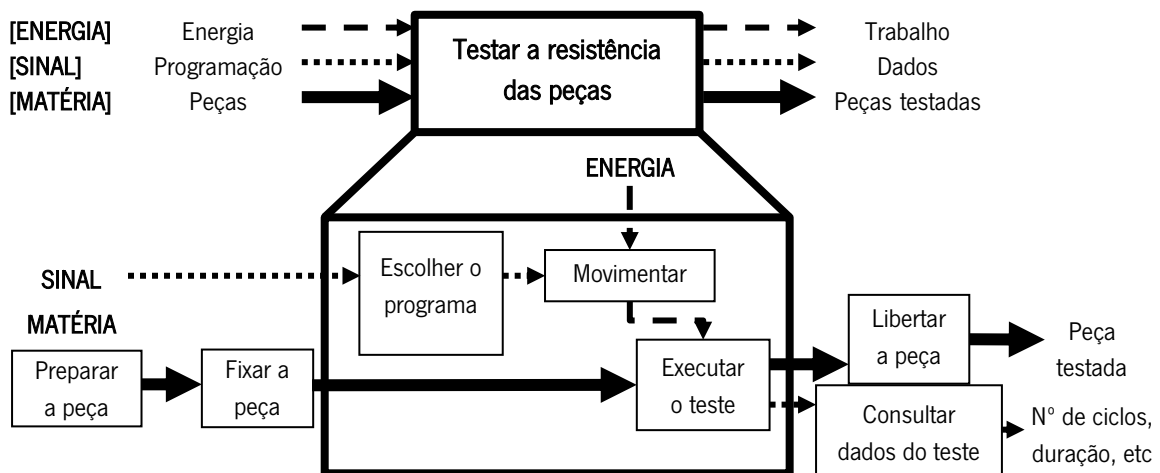 [ENERGIA] Energia
[SINAL] Programação
[MATÉRIA] Peças
Testar a resistência
das peças
Trabalho
Dados
Peças testadas
ENERGIA
SINAL
Escolher o
programa
Movimentar
MATÉRIA
Preparar
a peça
Fixar a
peça
Executar
o teste
Libertar
a peça
Peça
testada
Consultar
dados do teste
Nº de ciclos,
duração, etc